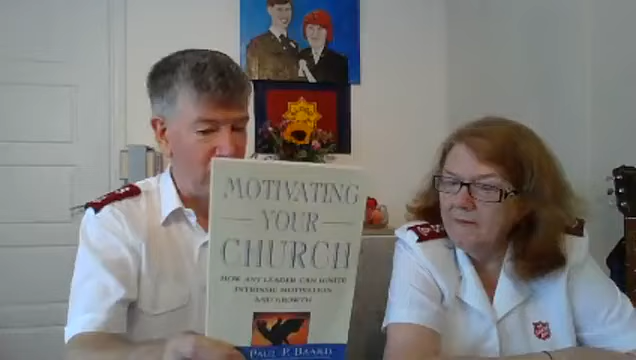 MOTIVATING
YOUR
CHURCH
HOW ANY LEADER CAN IGNITE
INTRINSIC MOTIVATION
AND GROWTH
PAUL P. BAARD